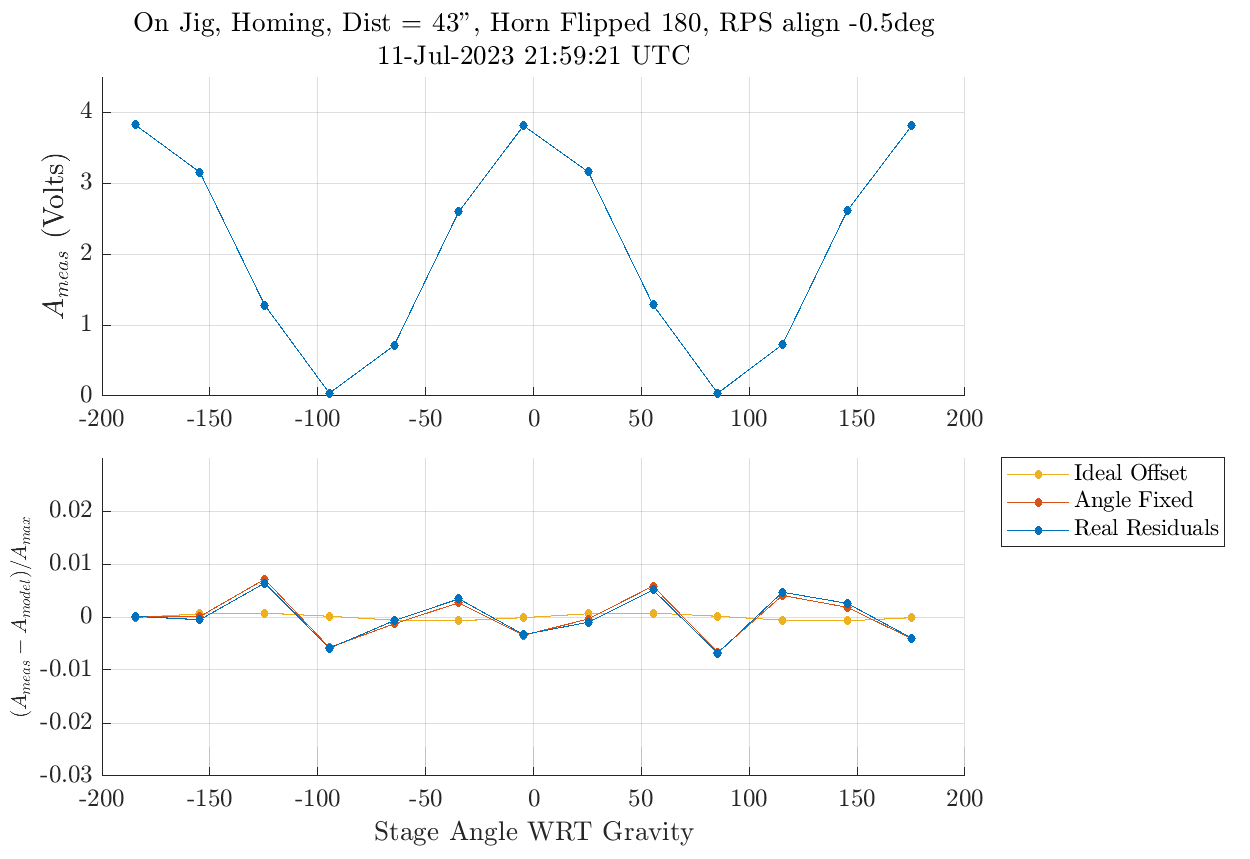 On Jig, Homing, Dist = 43", Horn Flipped 180, RPS align -0.5deg
11-Jul-2023 21:59:21 UTC
4
3
2
1
0
A_meas (Volts)
-200 -150 -100 -50 0 50 100 150 200
0.02
0.01
0
-0.01
-0.02
-0.03
(A_meas − A_model)/A_max
-200 -150 -100 -50 0 50 100 150 200
Stage Angle WRT Gravity
Ideal Offset
Angle Fixed
Real Residuals